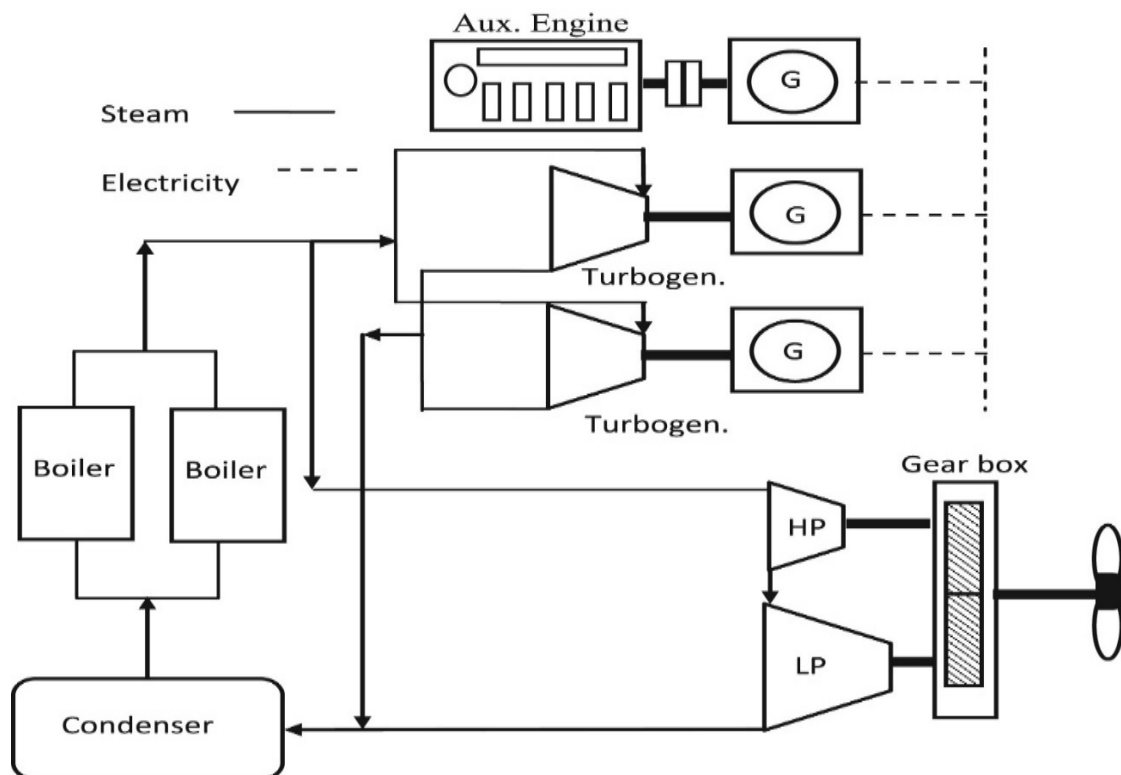 Aux. Engine
G
Steam
Electricity
G
Turbogen.
G
Turbogen.
Boiler
Boiler
Gear box
HP
LP
Condenser